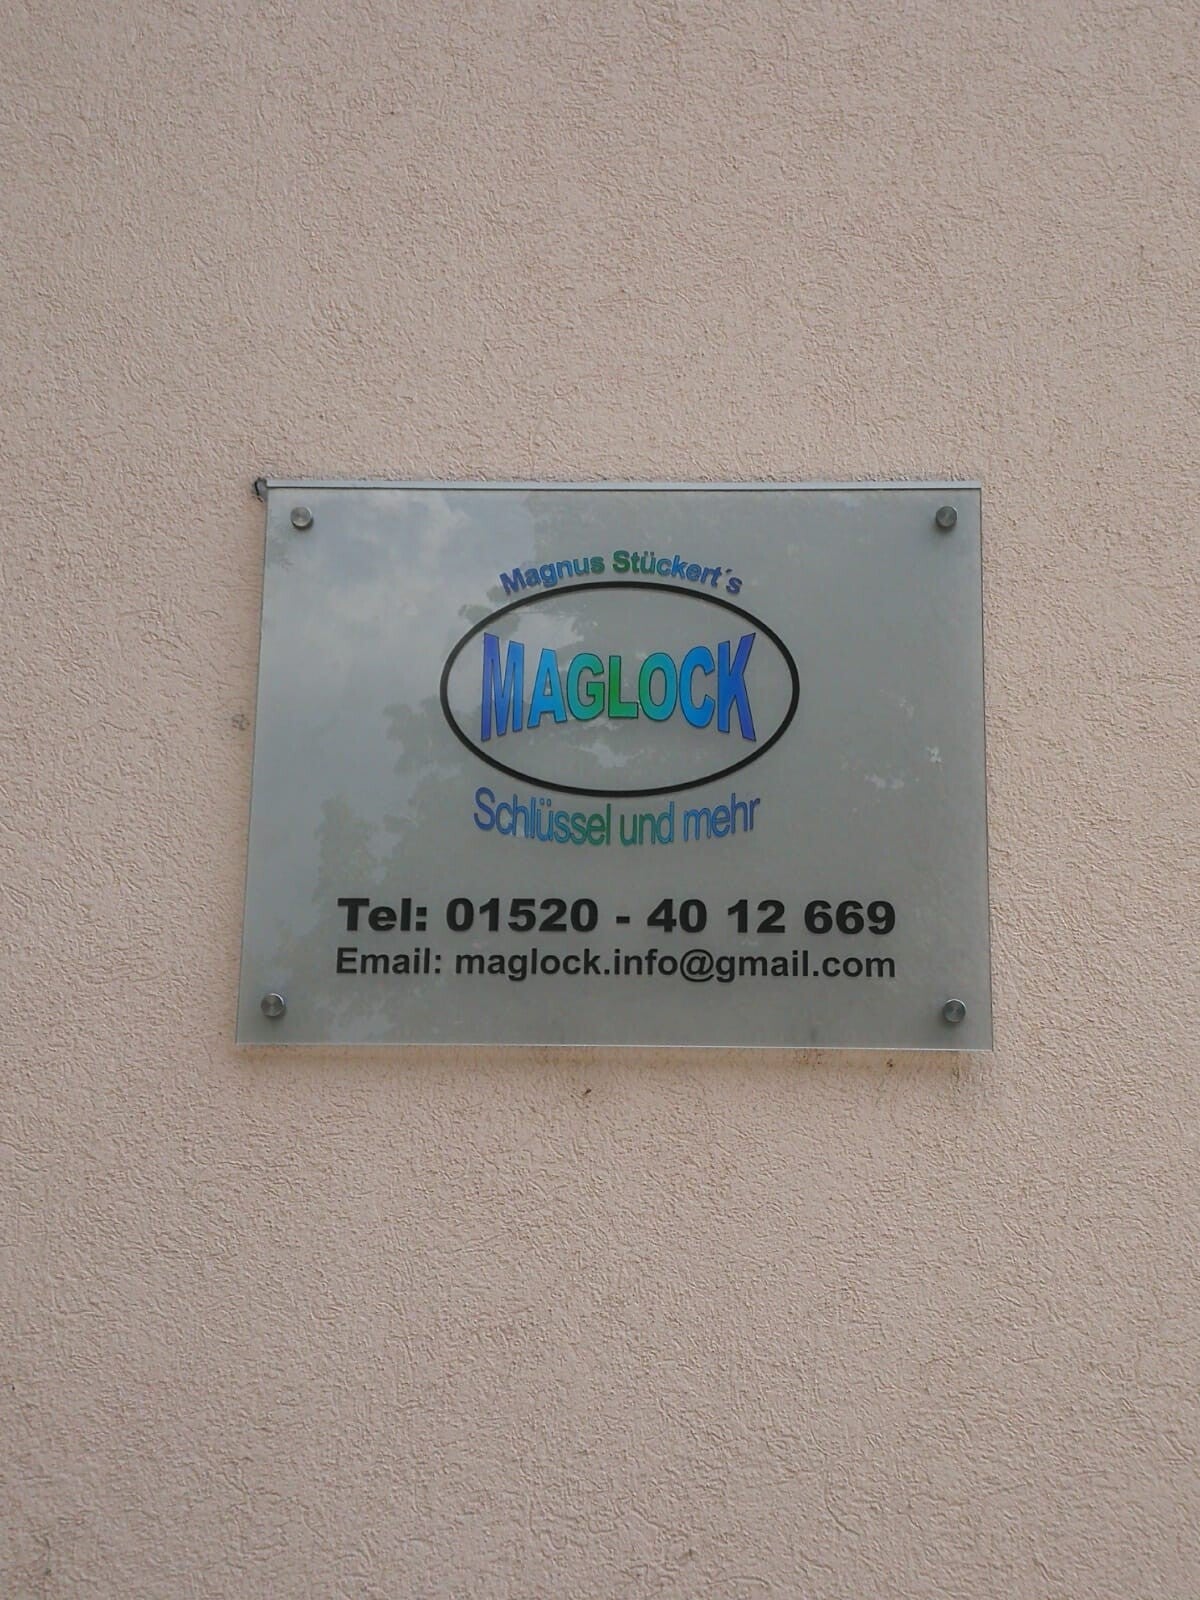 Magnus Stückert´s
MAGLOCK
Schlüssel und mehr
Tel: 01520 - 40 12 669
Email: maglock.info@gmail.com